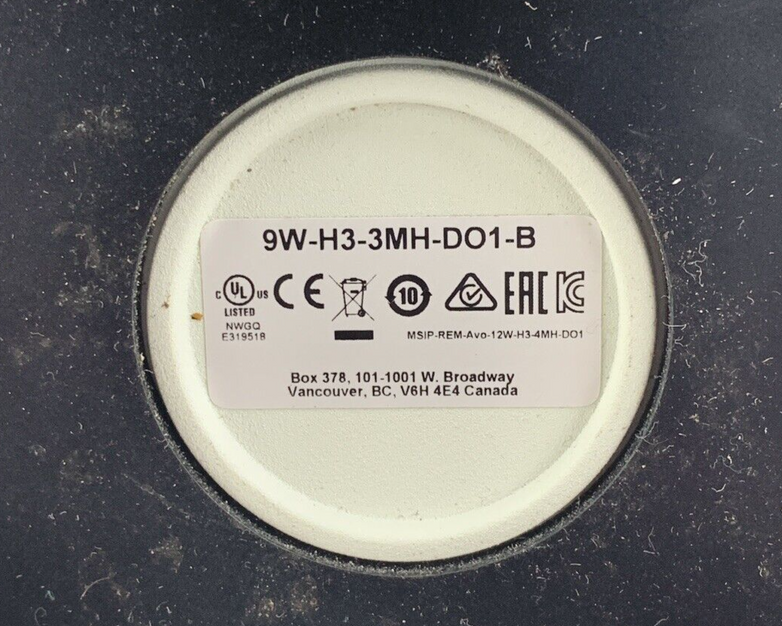 9W-H3-3MH-DO1-B
C UL US CE 10 EAC KC
LISTED
NWGQ
E319518
MSIP-REM-Avo-12W-H3-4MH-DO1
Box 378, 101-1001 W. Broadway
Vancouver, BC, V6H 4E4 Canada